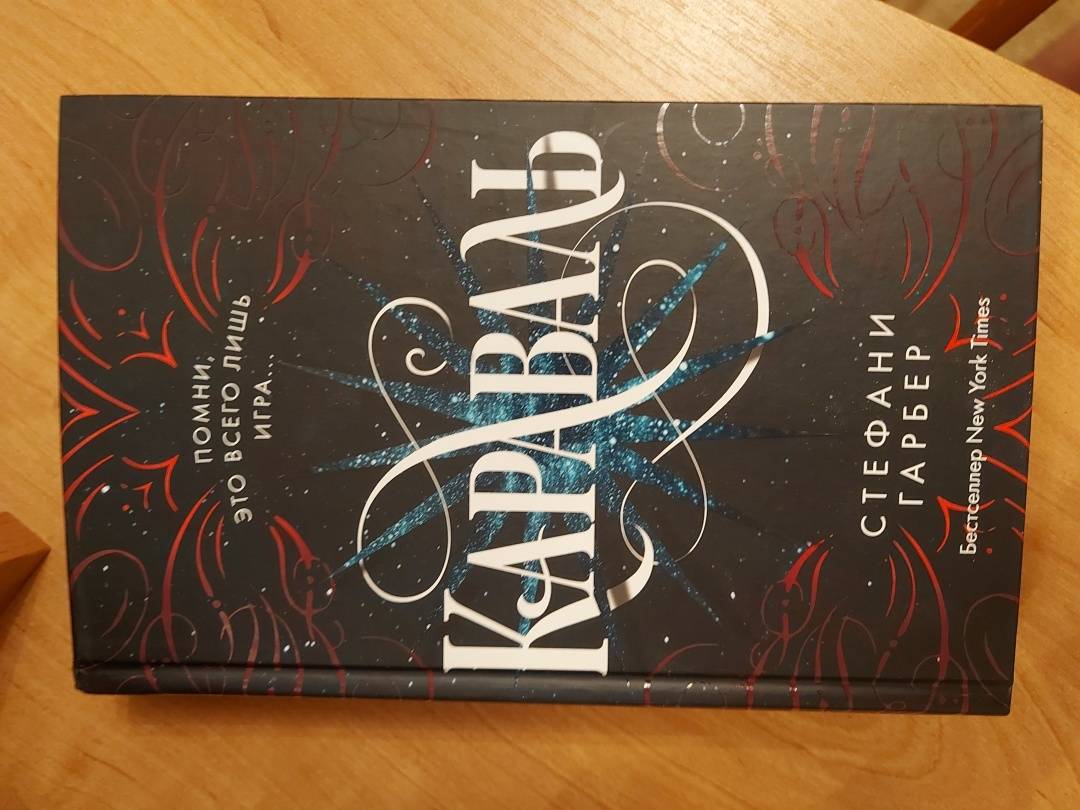 ПОМНИ,
ЭТО ВСЕГО ЛИШЬ
ИГРА...
КАРАВАЛЬ
СТЕФАНИ
ГАРБЕР
Бестселлер New York Times